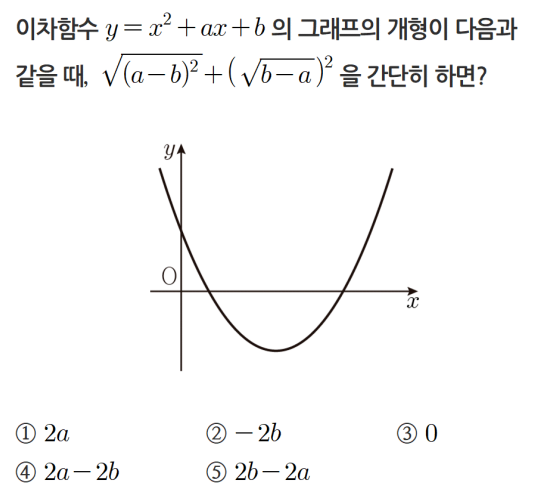 이차함수 y = x² + ax + b 의 그래프의 개형이 다음과
같을 때, √((a−b)²) + (√(b−a))² 을 간단히 하면?
y
O
x
① 2a ② −2b ③ 0
④ 2a−2b ⑤ 2b−2a